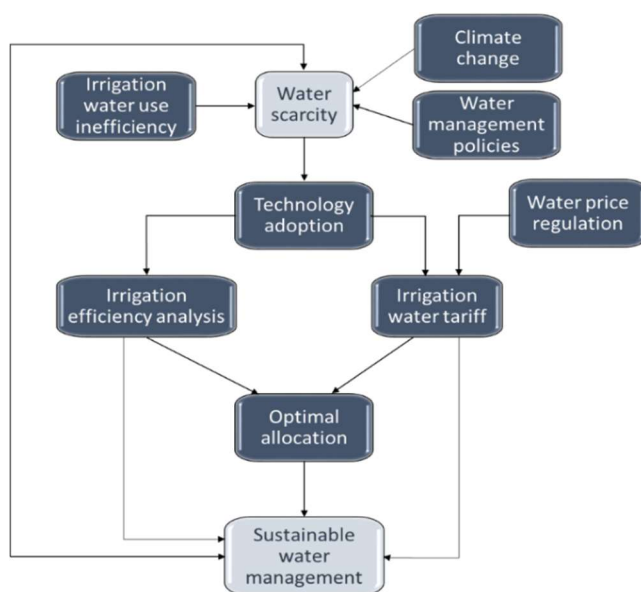 Climate
change
Irrigation
water use
inefficiency
Water
scarcity
Water
management
policies
Technology
adoption
Water price
regulation
Irrigation
efficiency analysis
Irrigation
water tariff
Optimal
allocation
Sustainable
water
management